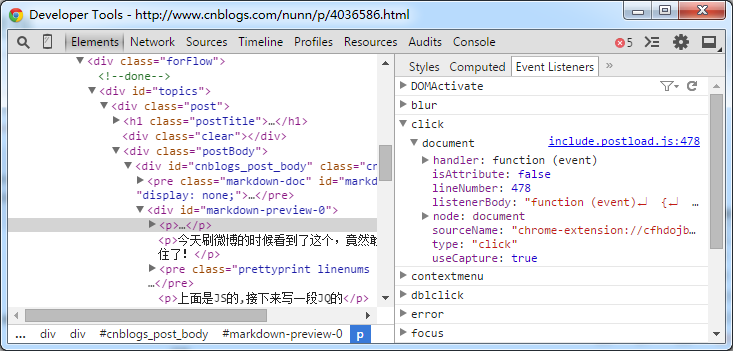 Developer Tools - http://www.cnblogs.com/nunn/p/4036586.html
Elements Network Sources Timeline Profiles Resources Audits Console 5
<div class="forFlow">
<!--done-->
<div id="topics">
<div class="post">
<h1 class="postTitle">…</h1>
<div class="clear"></div>
<div class="postBody">
<div id="cnblogs_post_body" class="cn
<pre class="markdown-doc" id="mark
"display: none;">…</pre>
<div id="markdown-preview-0">
<p>…</p>
<p>今天刷微博的时候看到了这个，竟然
住了！</p>
<pre class="prettyprint linenums
…</pre>
<p>上面是JS的,接下来写一段JQ的</p>
... div div #cnblogs_post_body #markdown-preview-0 p
Styles Computed Event Listeners »
DOMActivate
blur
click
document include.postload.js:478
handler: function (event)
isAttribute: false
lineNumber: 478
listenerBody: "function (event)↵ {↵ …
node: document
sourceName: "chrome-extension://cfhdojb…
type: "click"
useCapture: true
contextmenu
dblclick
error
focus